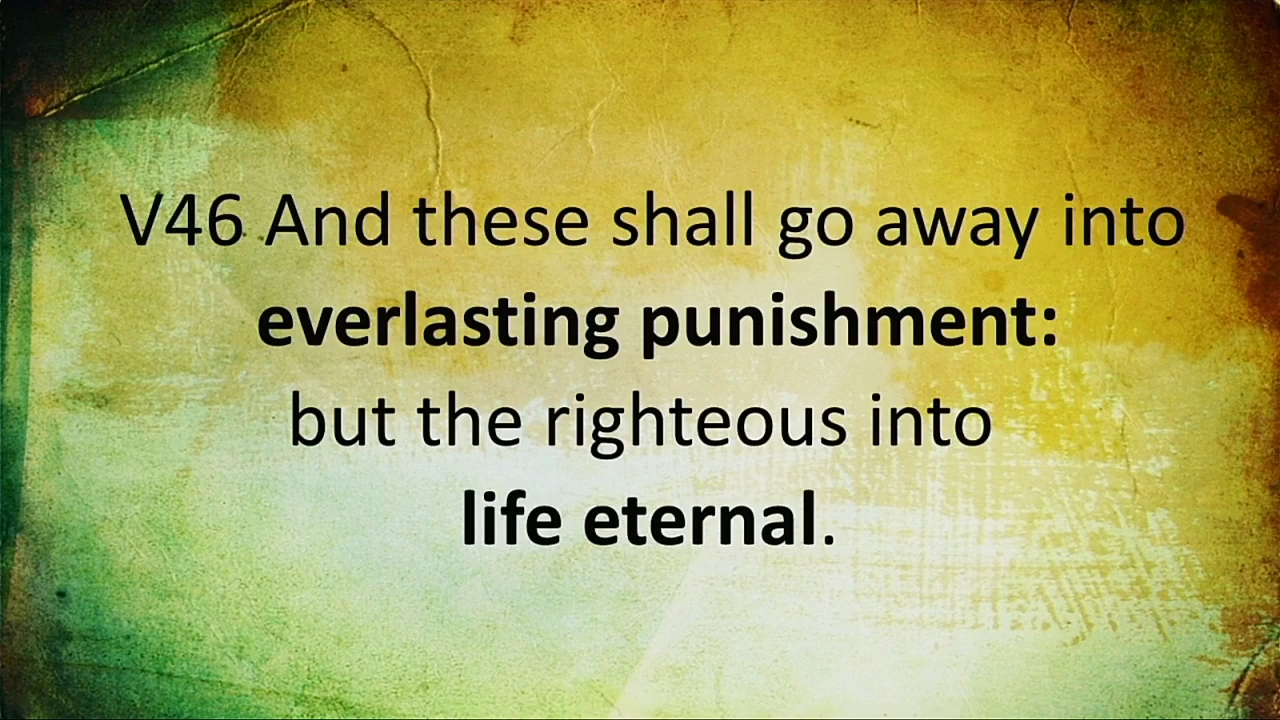 V46 And these shall go away into
everlasting punishment:
but the righteous into
life eternal.